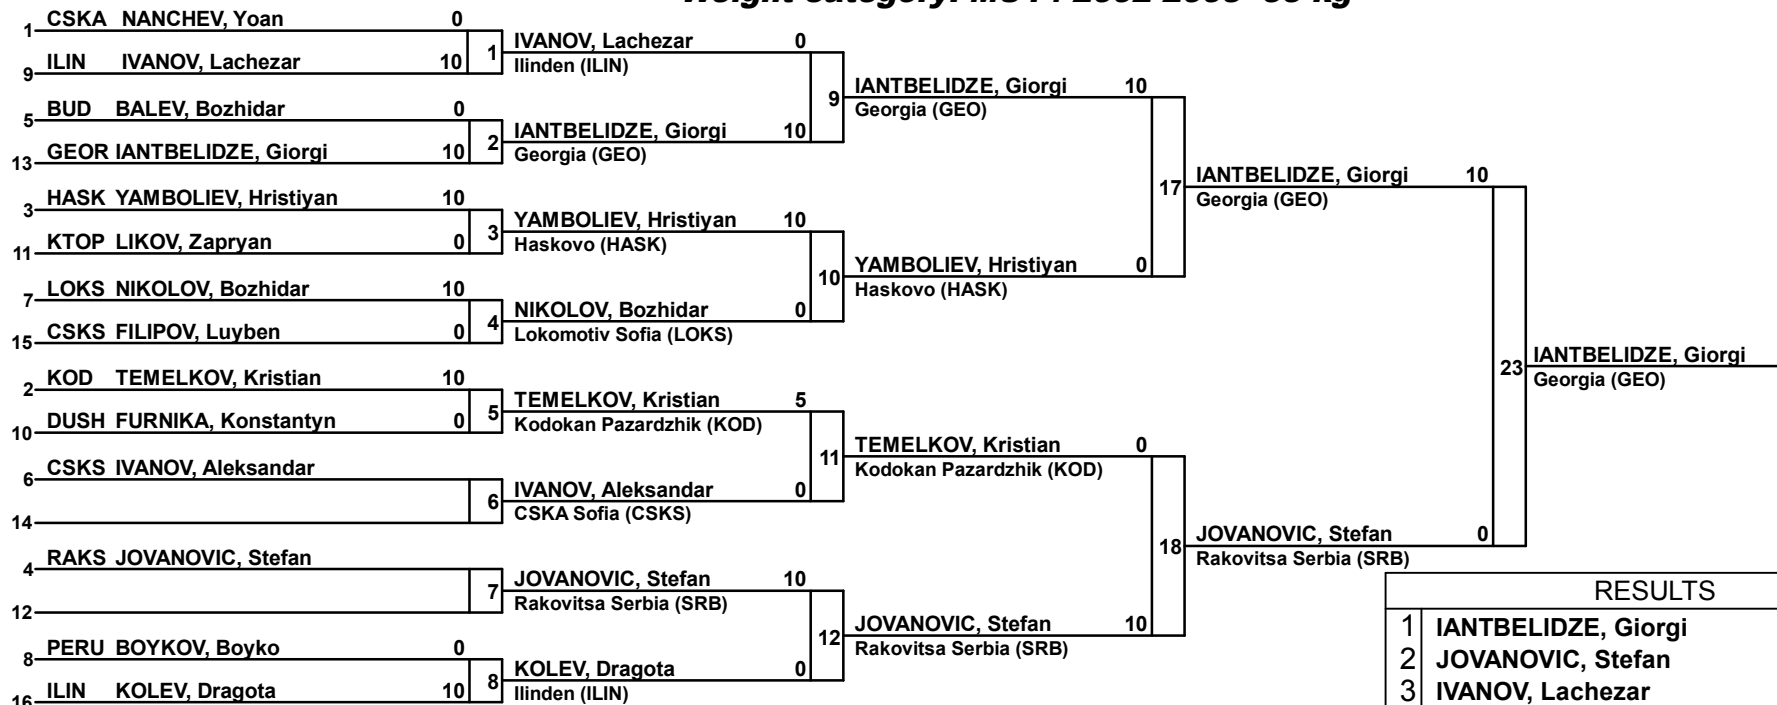 CSKA NANCHEV, Yoan 0
1
ILIN IVANOV, Lachezar 10
9
1
IVANOV, Lachezar 0
Ilinden (ILIN)
BUD BALEV, Bozhidar 0
5
GEOR IANTBELIDZE, Giorgi 10
13
2
IANTBELIDZE, Giorgi 10
Georgia (GEO)
9
IANTBELIDZE, Giorgi 10
Georgia (GEO)
HASK YAMBOLIEV, Hristiyan 10
3
KTOP LIKOV, Zapryan 0
11
3
YAMBOLIEV, Hristiyan 10
Haskovo (HASK)
LOKS NIKOLOV, Bozhidar 10
7
CSKS FILIPOV, Luyben 0
15
4
NIKOLOV, Bozhidar 0
Lokomotiv Sofia (LOKS)
10
YAMBOLIEV, Hristiyan 0
Haskovo (HASK)
17
IANTBELIDZE, Giorgi 10
Georgia (GEO)
KOD TEMELKOV, Kristian 10
2
DUSH FURNIKA, Konstantyn 0
10
5
TEMELKOV, Kristian 5
Kodokan Pazardzhik (KOD)
CSKS IVANOV, Aleksandar
6
14
6
IVANOV, Aleksandar 0
CSKA Sofia (CSKS)
11
TEMELKOV, Kristian 0
Kodokan Pazardzhik (KOD)
RAKS JOVANOVIC, Stefan
4
12
7
JOVANOVIC, Stefan 10
Rakovitsa Serbia (SRB)
PERU BOYKOV, Boyko 0
8
ILIN KOLEV, Dragota 10
16
8
KOLEV, Dragota 0
Ilinden (ILIN)
12
JOVANOVIC, Stefan 10
Rakovitsa Serbia (SRB)
18
JOVANOVIC, Stefan 0
Rakovitsa Serbia (SRB)
23
IANTBELIDZE, Giorgi
Georgia (GEO)
RESULTS
1 IANTBELIDZE, Giorgi
2 JOVANOVIC, Stefan
3 IVANOV, Lachezar